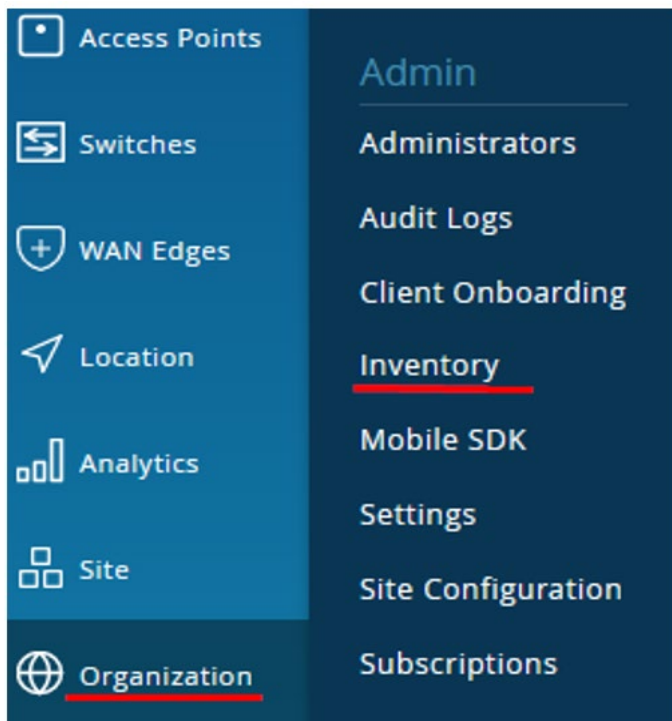 Access Points
Switches
WAN Edges
Location
Analytics
Site
Organization
Admin
Administrators
Audit Logs
Client Onboarding
Inventory
Mobile SDK
Settings
Site Configuration
Subscriptions